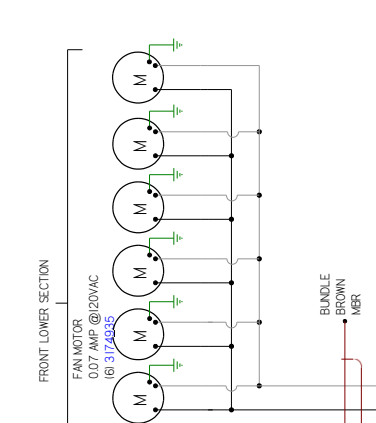 M
M
M
M
M
M
FRONT LOWER SECTION
FAN MOTOR
0.07 AMP @120VAC
(6) 3174935
BUNDLE
BROWN
MBR